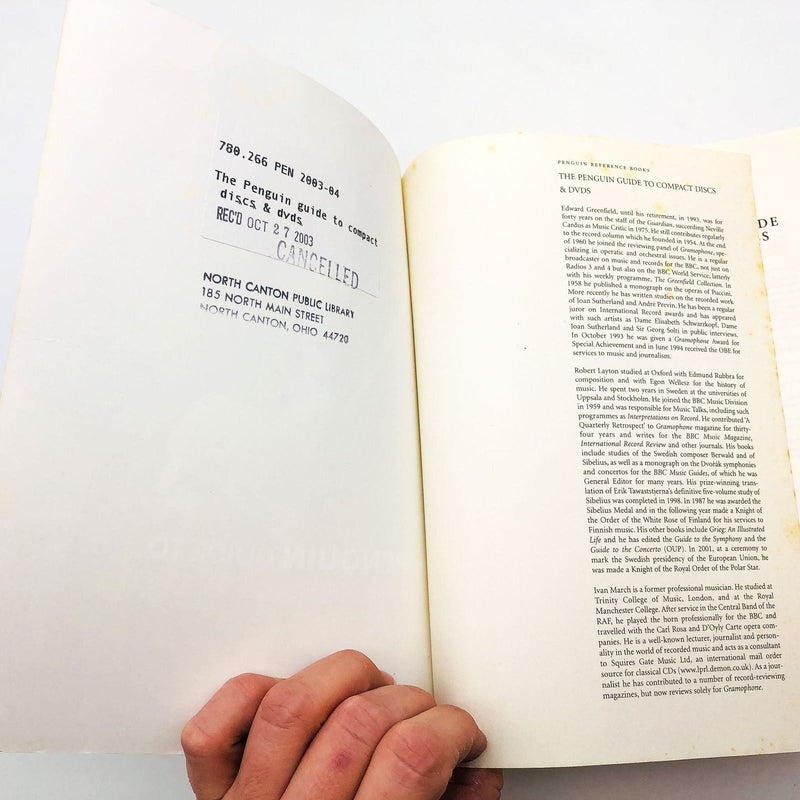 780.266 PEN 2003-04
The Penguin guide to compact
discs & dvds
REC'D OCT 27 2003
CANCELLED
NORTH CANTON PUBLIC LIBRARY
185 NORTH MAIN STREET
NORTH CANTON, OHIO 44720
PENGUIN REFERENCE BOOKS
THE PENGUIN GUIDE TO COMPACT DISCS
& DVDS
Edward Greenfield, until his retirement, in 1993, was for
forty years on the staff of the Guardian, succeeding Neville
Cardus as Music Critic in 1975. He still contributes regularly
to the record column which he founded in 1954. At the end
of 1960 he joined the reviewing panel of Gramophone, spe-
cializing in operatic and orchestral issues. He is a regular
broadcaster on music and records for the BBC, not just on
Radios 3 and 4 but also on the BBC World Service, latterly
with his weekly programme, The Greenfield Collection. In
1958 he published a monograph on the operas of Puccini.
More recently he has written studies on the recorded work
of Joan Sutherland and André Previn. He has been a regular
juror on International Record awards and has appeared
with such artists as Dame Elisabeth Schwarzkopf, Dame
Joan Sutherland and Sir Georg Solti in public interviews.
In October 1993 he was given a Gramophone Award for
Special Achievement and in June 1994 received the OBE for
services to music and journalism.
Robert Layton studied at Oxford with Edmund Rubbra for
composition and with Egon Wellesz for the history of
music. He spent two years in Sweden at the universities of
Uppsala and Stockholm. He joined the BBC Music Division
in 1959 and was responsible for Music Talks, including such
programmes as Interpretations on Record. He contributed 'A
Quarterly Retrospect' to Gramophone magazine for thirty-
four years and writes for the BBC Music Magazine,
International Record Review and other journals. His books
include studies of the Swedish composer Berwald and of
Sibelius, as well as a monograph on the Dvořák symphonies
and concertos for the BBC Music Guides, of which he was
General Editor for many years. His prize-winning trans-
lation of Erik Tawaststjerna's definitive five-volume study of
Sibelius was completed in 1998. In 1987 he was awarded the
Sibelius Medal and in the following year made a Knight of
the Order of the White Rose of Finland for his services to
Finnish music. His other books include Grieg: An Illustrated
Life and he has edited the Guide to the Symphony and the
Guide to the Concerto (OUP). In 2001, at a ceremony to
mark the Swedish presidency of the European Union, he
was made a Knight of the Royal Order of the Polar Star.
Ivan March is a former professional musician. He studied at
Trinity College of Music, London, and at the Royal
Manchester College. After service in the Central Band of the
RAF, he played the horn professionally for the BBC and
travelled with the Carl Rosa and D'Oyly Carte opera com-
panies. He is a well-known lecturer, journalist and person-
ality in the world of recorded music and acts as a consultant
to Squires Gate Music Ltd, an international mail order
source for classical CDs (www.lprl.demon.co.uk). As a jour-
nalist he has contributed to a number of record-reviewing
magazines, but now reviews solely for Gramophone.